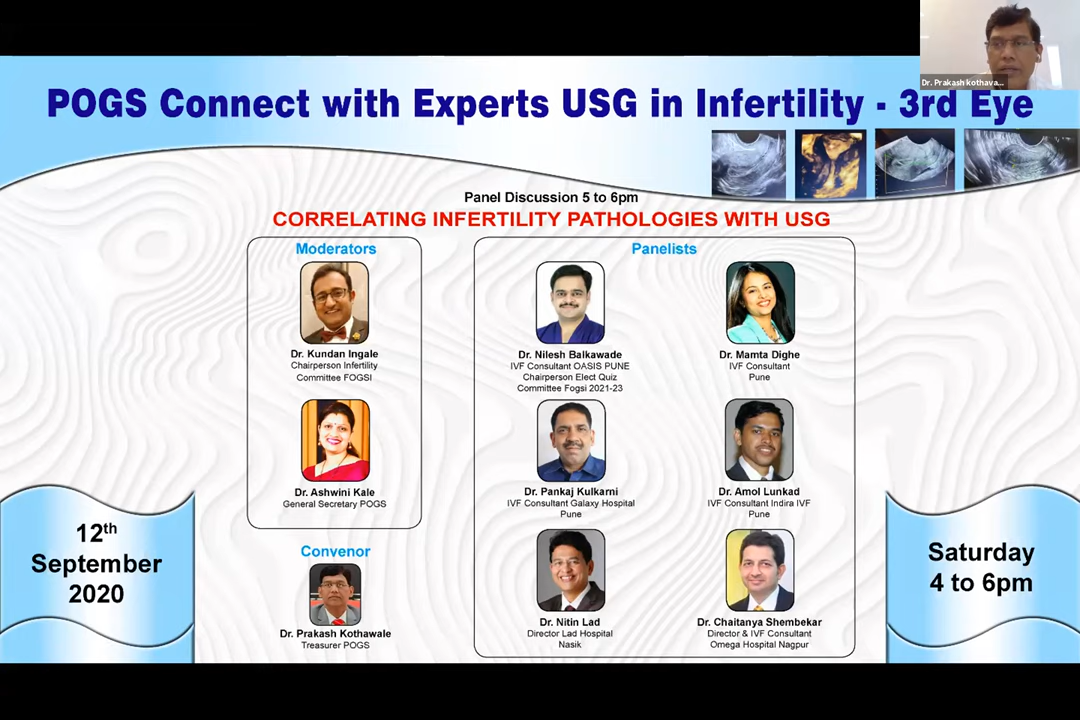 Dr. Prakash kothava...
POGS Connect with Experts USG in Infertility - 3rd Eye
Panel Discussion 5 to 6pm
CORRELATING INFERTILITY PATHOLOGIES WITH USG
Moderators
Dr. Kundan Ingale
Chairperson Infertility
Committee FOGSI
Dr. Ashwini Kale
General Secretary POGS
Convenor
Dr. Prakash Kothawale
Treasurer POGS
Panelists
Dr. Nilesh Balkawade
IVF Consultant OASIS PUNE
Chairperson Elect Quiz
Committee Fogsi 2021-23
Dr. Mamta Dighe
IVF Consultant
Pune
Dr. Pankaj Kulkarni
IVF Consultant Galaxy Hospital
Pune
Dr. Amol Lunkad
IVF Consultant Indira IVF
Pune
Dr. Nitin Lad
Director Lad Hospital
Nasik
Dr. Chaitanya Shembekar
Director & IVF Consultant
Omega Hospital Nagpur
12th
September
2020
Saturday
4 to 6pm